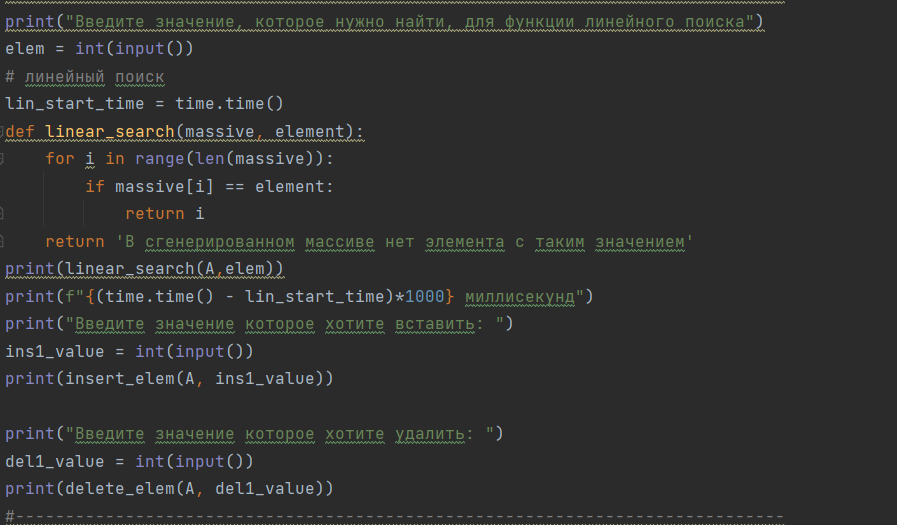 print("Введите значение, которое нужно найти, для функции линейного поиска")
elem = int(input())
# линейный поиск
lin_start_time = time.time()
def linear_search(massive, element):
    for i in range(len(massive)):
        if massive[i] == element:
            return i
    return 'В сгенерированном массиве нет элемента с таким значением'
print(linear_search(A,elem))
print(f"{(time.time() - lin_start_time)*1000} миллисекунд")
print("Введите значение которое хотите вставить: ")
ins1_value = int(input())
print(insert_elem(A, ins1_value))

print("Введите значение которое хотите удалить: ")
del1_value = int(input())
print(delete_elem(A, del1_value))
#-----------------------------------------------------------------------------